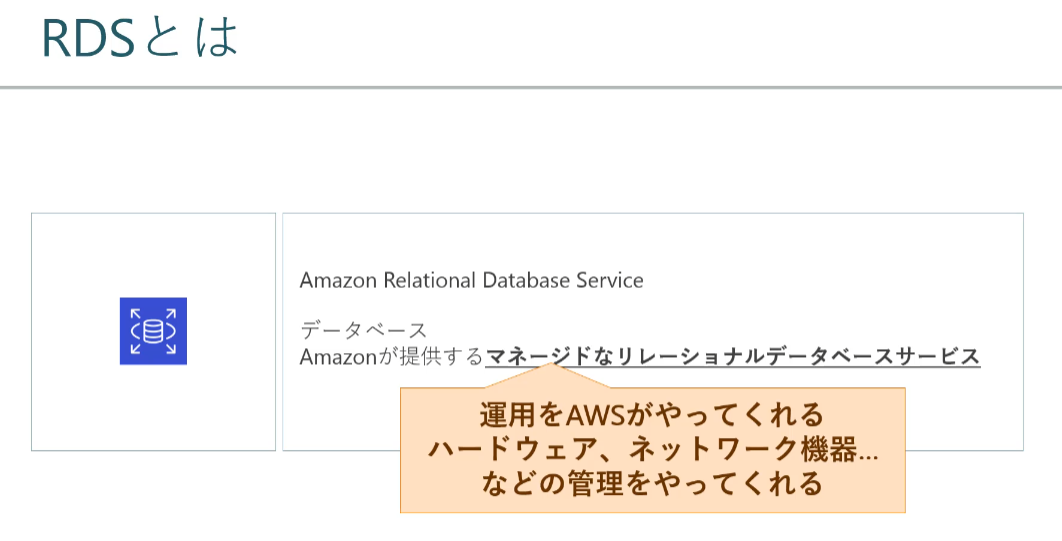 RDSとは
Amazon Relational Database Service
データベース
Amazonが提供するマネージドなリレーショナルデータベースサービス
運用をAWSがやってくれる
ハードウェア、ネットワーク機器...
などの管理をやってくれる